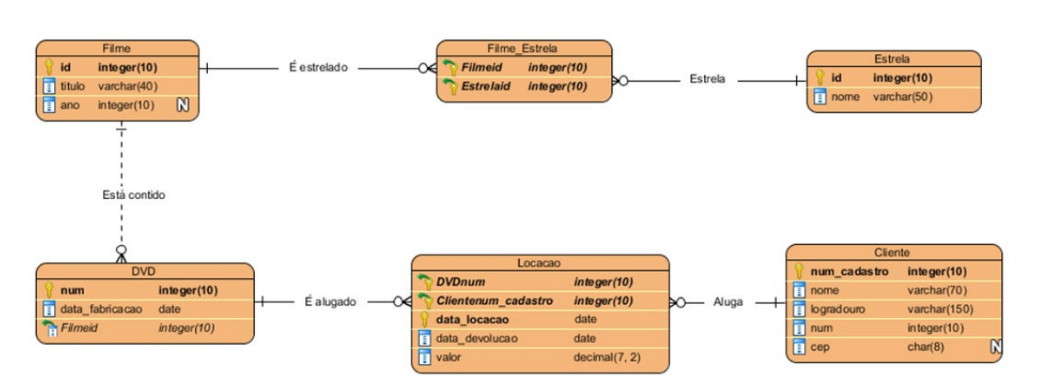 Filme
id integer(10)
titulo varchar(40)
ano integer(10) N
É estrelado
Filme_Estrela
Filmeid integer(10)
Estrelaid integer(10)
Estrela
Estrela
id integer(10)
nome varchar(50)
Está contido
DVD
num integer(10)
data_fabricacao date
Filmeid integer(10)
É alugado
Locacao
DVDnum integer(10)
Clientenum_cadastro integer(10)
data_locacao date
data_devolucao date
valor decimal(7, 2)
Aluga
Cliente
num_cadastro integer(10)
nome varchar(70)
logradouro varchar(150)
num integer(10)
cep char(8) N